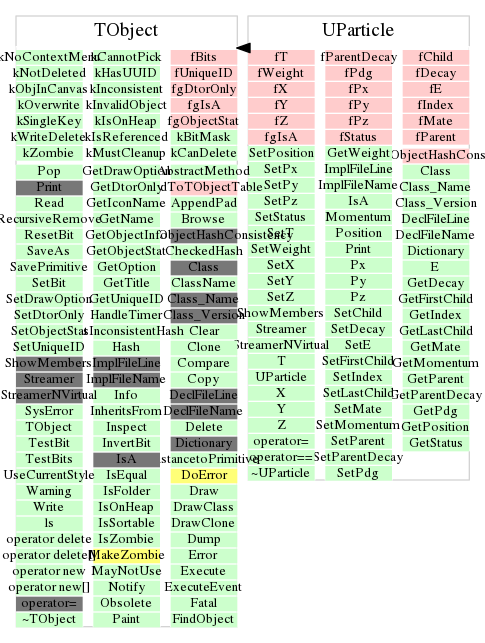 TObject
UParticle
kNoContextMenu
kCannotPick
fBits
fT
fParentDecay
fChild
kNotDeleted
kHasUUID
fUniqueID
fWeight
fPdg
fDecay
kObjInCanvas
kInconsistent
fgDtorOnly
fX
fPx
fE
kOverwrite
kInvalidObject
fgIsA
fY
fPy
fIndex
kSingleKey
kIsOnHeap
fgObjectStat
fZ
fPz
fMate
kWriteDelete
kIsReferenced
kBitMask
fgIsA
fStatus
fParent
kZombie
kMustCleanup
kCanDelete
SetPosition
GetWeight
ObjectHashCons
Pop
GetDrawOption
AbstractMethod
SetPx
ImplFileLine
Class
Print
GetDtorOnly
dToTObjectTable
SetPy
ImplFileName
Class_Name
Read
GetIconName
AppendPad
SetPz
IsA
Class_Version
RecursiveRemove
GetName
Browse
SetStatus
Momentum
DeclFileLine
ResetBit
GetObjectInfo
ObjectHashConsistency
SetT
Position
DeclFileName
SaveAs
GetObjectStat
CheckedHash
SetWeight
Print
Dictionary
SavePrimitive
GetOption
Class
SetX
Px
E
SetBit
GetTitle
ClassName
SetY
Py
GetDecay
SetDrawOption
GetUniqueID
Class_Name
SetZ
Pz
GetFirstChild
SetDtorOnly
HandleTimer
Class_Version
ShowMembers
SetChild
GetIndex
SetObjectStat
sInconsistentHash
Clear
Streamer
SetDecay
GetLastChild
SetUniqueID
Hash
Clone
StreamerNVirtual
SetE
GetMate
ShowMembers
ImplFileLine
Compare
T
SetFirstChild
GetMomentum
Streamer
ImplFileName
Copy
UParticle
SetIndex
GetParent
StreamerNVirtual
Info
DeclFileLine
X
SetLastChild
GetParentDecay
SysError
InheritsFrom
DeclFileName
Y
SetMate
GetPdg
TObject
Inspect
Delete
Z
SetMomentum
GetPosition
TestBit
InvertBit
Dictionary
operator=
SetParent
GetStatus
TestBits
IsA
stancetoPrimitive
operator==
SetParentDecay
UseCurrentStyle
IsEqual
DoError
~UParticle
SetPdg
Warning
IsFolder
Draw
Write
IsOnHeap
DrawClass
ls
IsSortable
DrawClone
operator delete
IsZombie
Dump
operator delete[]
MakeZombie
Error
operator new
MayNotUse
Execute
operator new[]
Notify
ExecuteEvent
operator=
Obsolete
Fatal
~TObject
Paint
FindObject